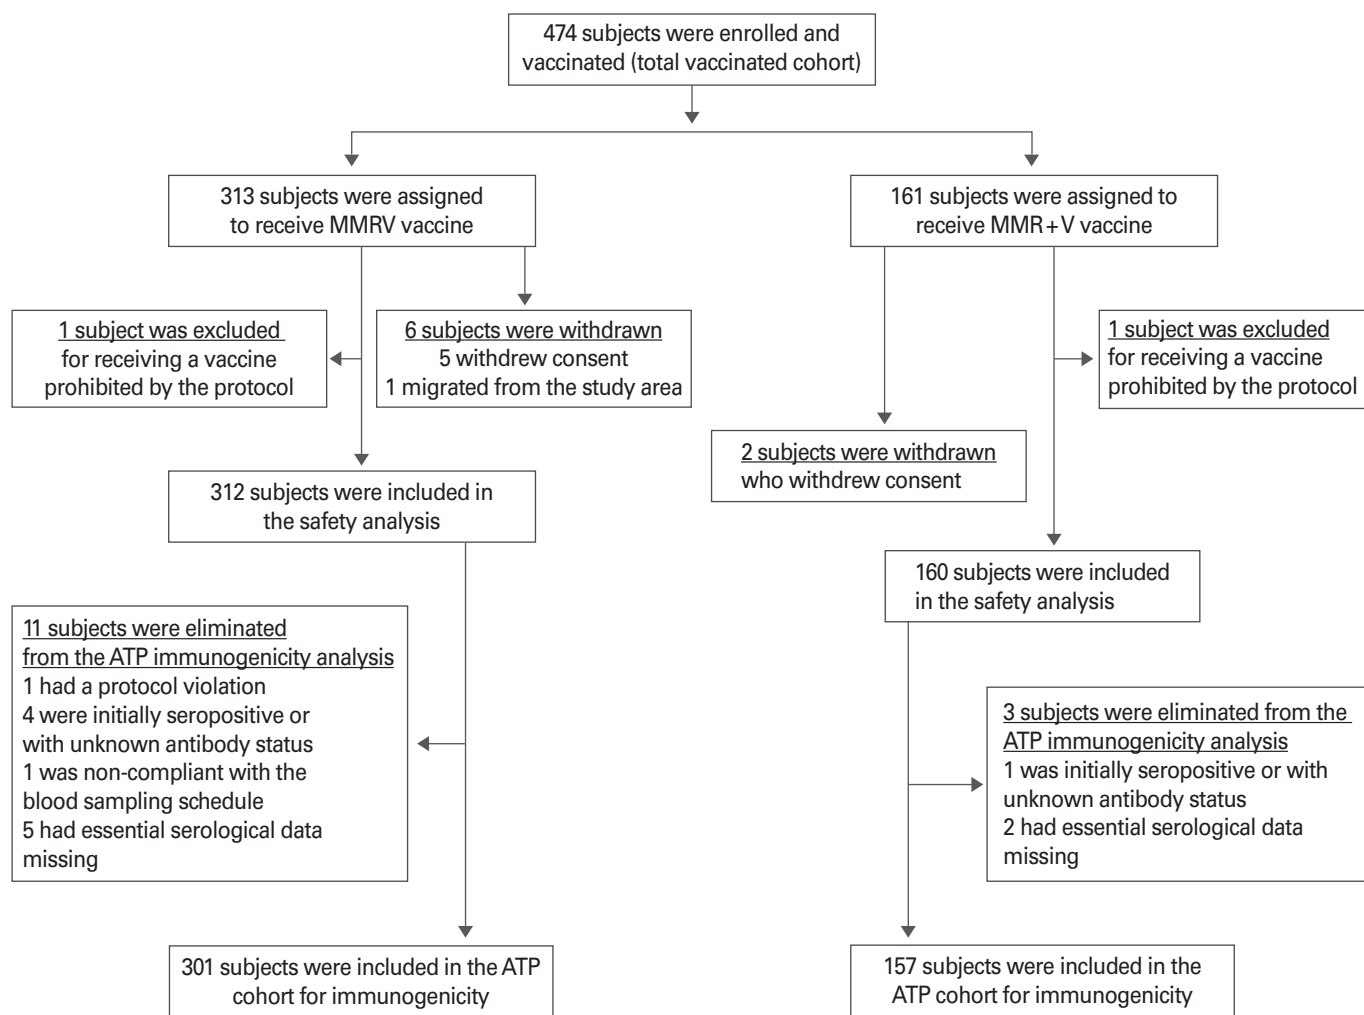 474 subjects were enrolled and
vaccinated (total vaccinated cohort)
313 subjects were assigned
to receive MMRV vaccine
161 subjects were assigned to
receive MMR+V vaccine
1 subject was excluded
for receiving a vaccine
prohibited by the protocol
6 subjects were withdrawn
5 withdrew consent
1 migrated from the study area
1 subject was excluded
for receiving a vaccine
prohibited by the protocol
2 subjects were withdrawn
who withdrew consent
312 subjects were included in
the safety analysis
160 subjects were included
in the safety analysis
11 subjects were eliminated
from the ATP immunogenicity analysis
1 had a protocol violation
4 were initially seropositive or
with unknown antibody status
1 was non-compliant with the
blood sampling schedule
5 had essential serological data
missing
3 subjects were eliminated from the
ATP immunogenicity analysis
1 was initially seropositive or with
unknown antibody status
2 had essential serological data
missing
301 subjects were included in the ATP
cohort for immunogenicity
157 subjects were included in the
ATP cohort for immunogenicity